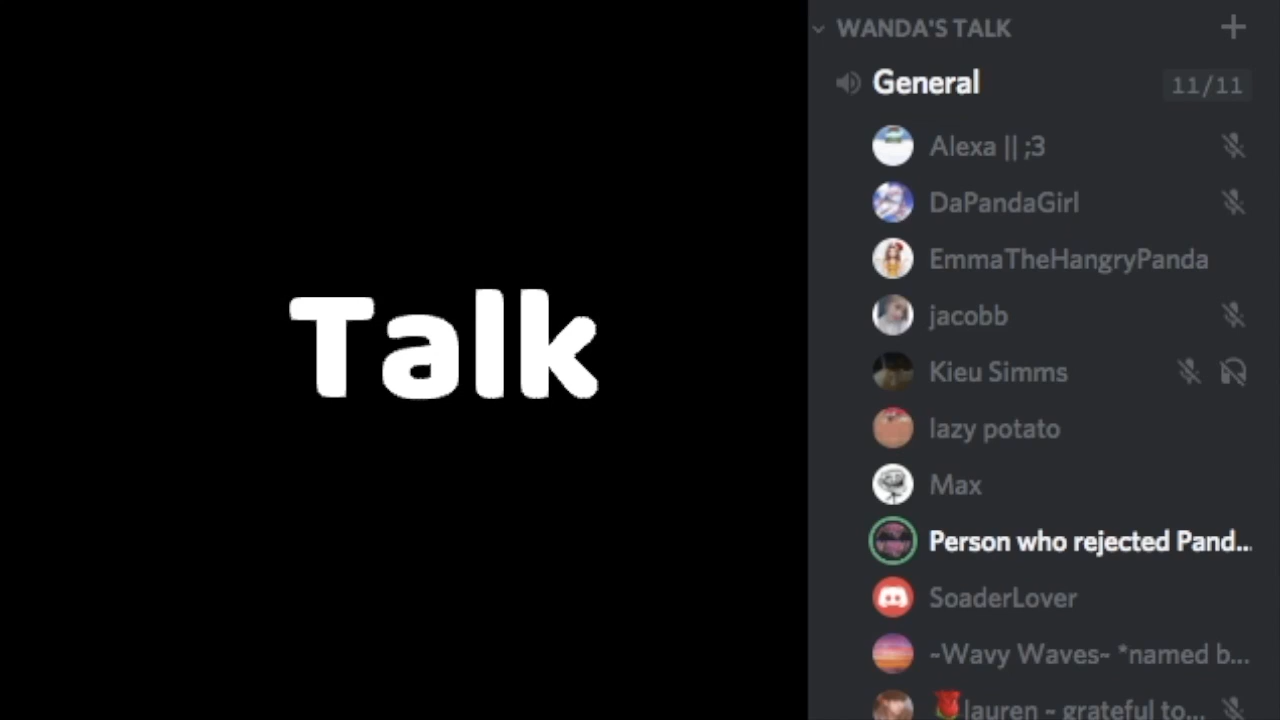 Talk
WANDA'S TALK
General
11/11
Alexa || ;3
DaPandaGirl
EmmaTheHangryPanda
jacobb
Kieu Simms
lazy potato
Max
Person who rejected Pand...
SoaderLover
~Wavy Waves~ *named b...
🌹lauren ~ grateful to...